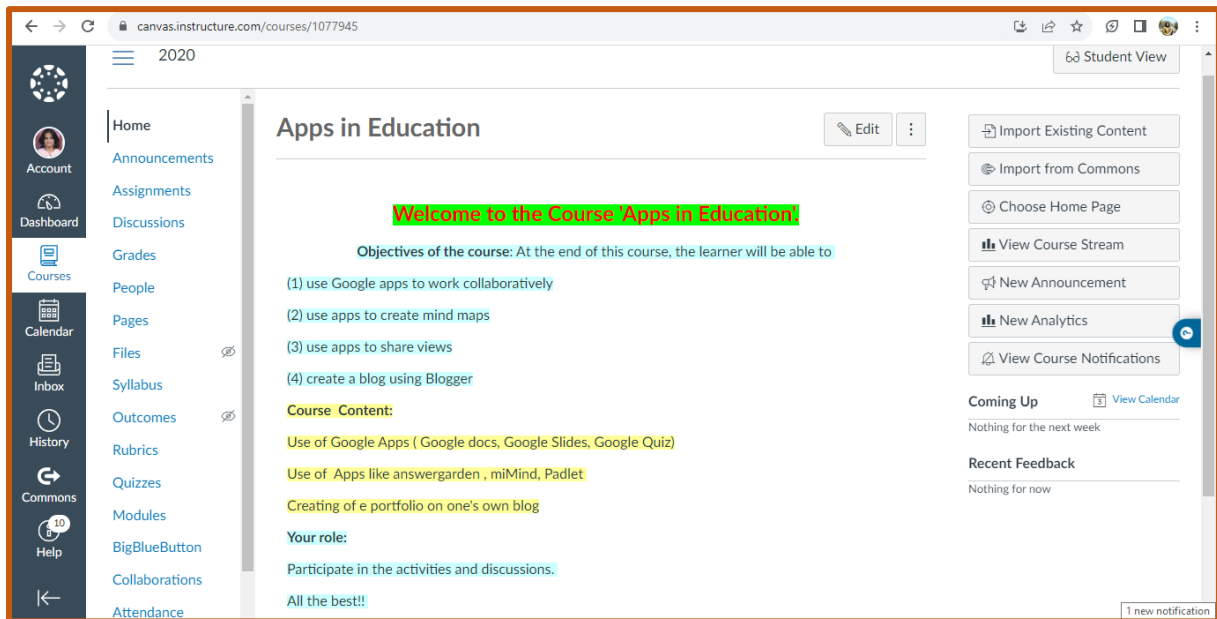 canvas.instructure.com/courses/1077945
2020
Student View
Account
Dashboard
Courses
Calendar
Inbox
History
Commons
10
Help
Home
Announcements
Assignments
Discussions
Grades
People
Pages
Files
Syllabus
Outcomes
Rubrics
Quizzes
Modules
BigBlueButton
Collaborations
Attendance
Apps in Education
Edit
Welcome to the Course 'Apps in Education'.
Objectives of the course: At the end of this course, the learner will be able to
(1) use Google apps to work collaboratively
(2) use apps to create mind maps
(3) use apps to share views
(4) create a blog using Blogger
Course Content:
Use of Google Apps ( Google docs, Google Slides, Google Quiz)
Use of Apps like answergarden , miMind, Padlet
Creating of e portfolio on one's own blog
Your role:
Participate in the activities and discussions.
All the best!!
Import Existing Content
Import from Commons
Choose Home Page
View Course Stream
New Announcement
New Analytics
View Course Notifications
Coming Up
3 View Calendar
Nothing for the next week
Recent Feedback
Nothing for now
1 new notification